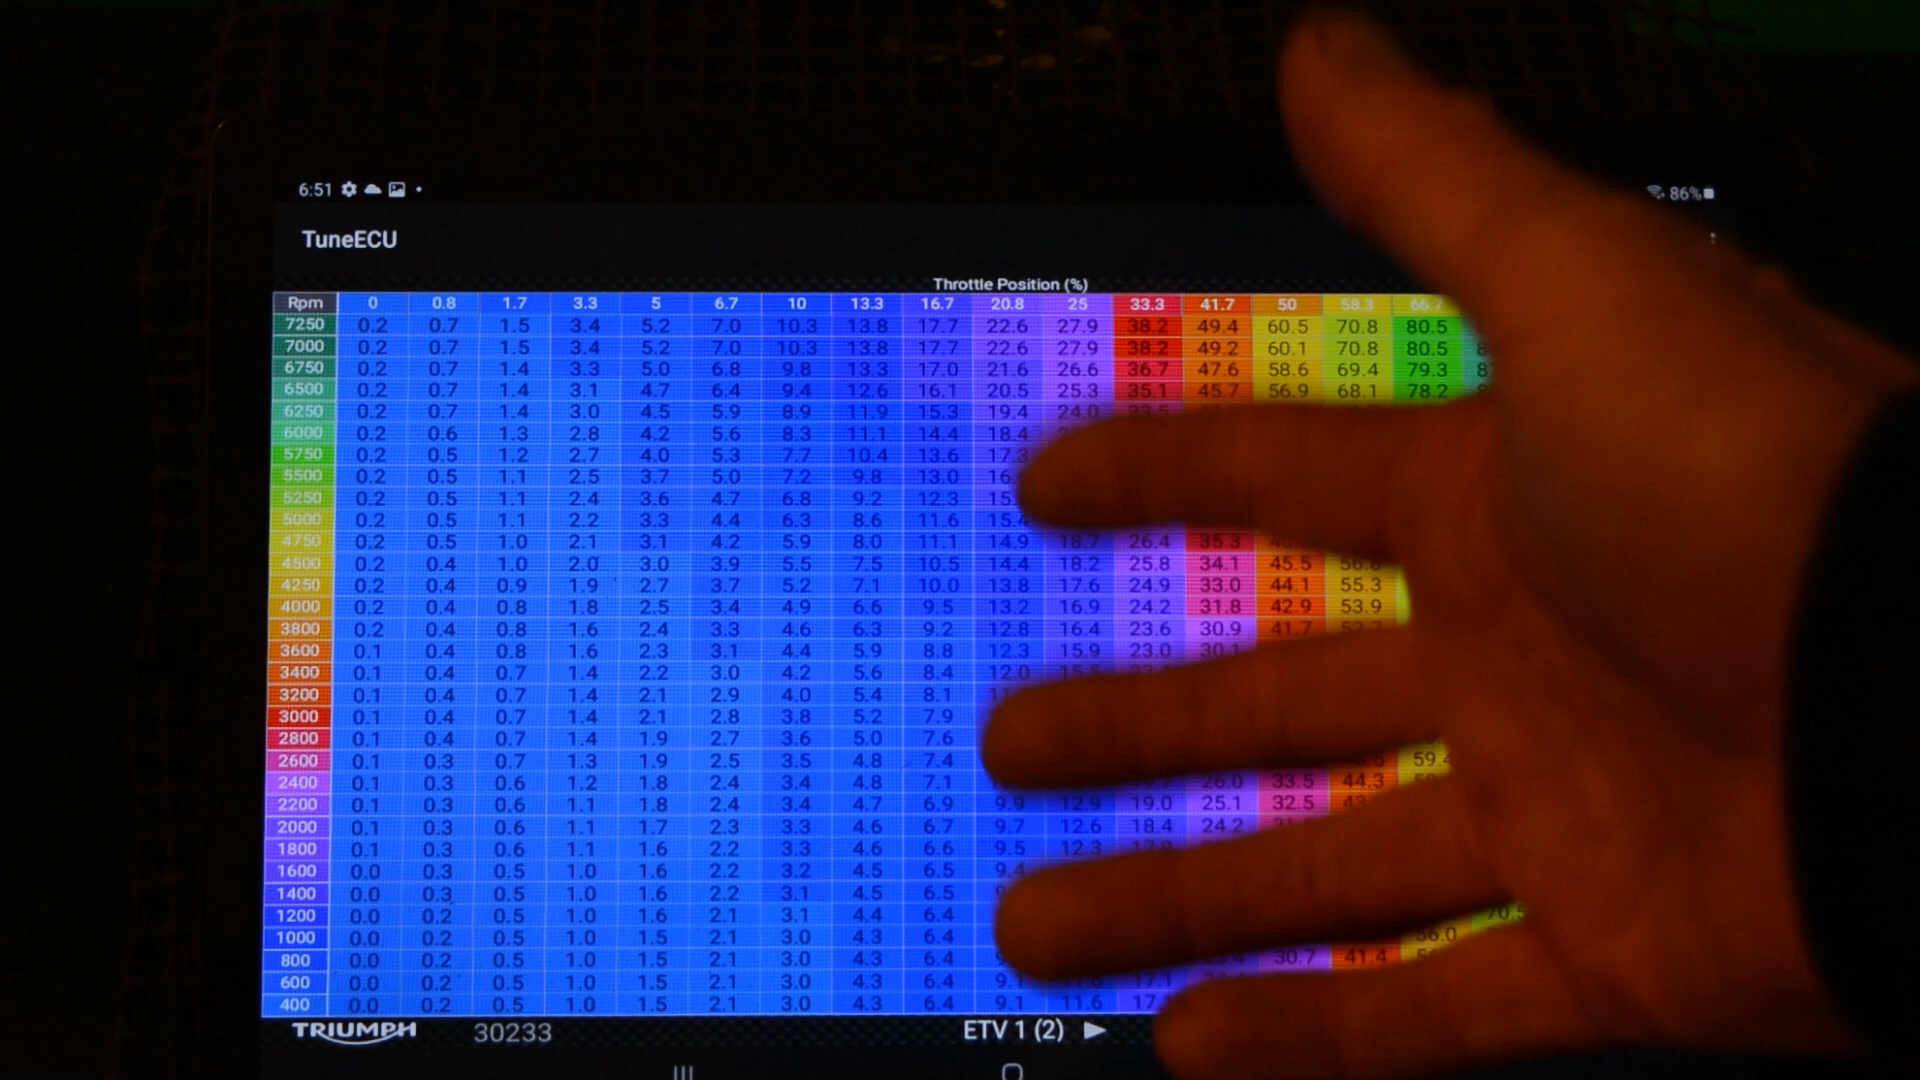 6:51 86%
TuneECU
Throttle Position (%)
Rpm 0 0.8 1.7 3.3 5 6.7 10 13.3 16.7 20.8 25 33.3 41.7 50 58.3 66.7
7250 0.2 0.7 1.5 3.4 5.2 7.0 10.3 13.8 17.7 22.6 27.9 38.2 49.4 60.5 70.8 80.5
7000 0.2 0.7 1.5 3.4 5.2 7.0 10.3 13.8 17.7 22.6 27.9 38.2 49.2 60.1 70.8 80.5
6750 0.2 0.7 1.4 3.3 5.0 6.8 9.8 13.3 17.0 21.6 26.6 36.7 47.6 58.6 69.4 79.3
6500 0.2 0.7 1.4 3.1 4.7 6.4 9.4 12.6 16.1 20.5 25.3 35.1 45.7 56.9 68.1 78.2
6250 0.2 0.7 1.4 3.0 4.5 5.9 8.9 11.9 15.3 19.4 24.0 33.5
6000 0.2 0.6 1.3 2.8 4.2 5.6 8.3 11.1 14.4 18.4
5750 0.2 0.5 1.2 2.7 4.0 5.3 7.7 10.4 13.6 17.3
5500 0.2 0.5 1.1 2.5 3.7 5.0 7.2 9.8 13.0
5250 0.2 0.5 1.1 2.4 3.6 4.7 6.8 9.2 12.3
5000 0.2 0.5 1.1 2.2 3.3 4.4 6.3 8.6 11.6 15.4
4750 0.2 0.5 1.0 2.1 3.1 4.2 5.9 8.0 11.1 14.9 18.7 26.4 35.3
4500 0.2 0.4 1.0 2.0 3.0 3.9 5.5 7.5 10.5 14.4 18.2 25.8 34.1 45.5 56.8
4250 0.2 0.4 0.9 1.9 2.7 3.7 5.2 7.1 10.0 13.8 17.6 24.9 33.0 44.1 55.3
4000 0.2 0.4 0.8 1.8 2.5 3.4 4.9 6.6 9.5 13.2 16.9 24.2 31.8 42.9 53.9
3800 0.2 0.4 0.8 1.6 2.4 3.3 4.6 6.3 9.2 12.8 16.4 23.6 30.9 41.7 52.7
3600 0.1 0.4 0.8 1.6 2.3 3.1 4.4 5.9 8.8 12.3 15.9 23.0 30.1
3400 0.1 0.4 0.7 1.4 2.2 3.0 4.2 5.6 8.4 12.0
3200 0.1 0.4 0.7 1.4 2.1 2.9 4.0 5.4 8.1
3000 0.1 0.4 0.7 1.4 2.1 2.8 3.8 5.2 7.9
2800 0.1 0.4 0.7 1.4 1.9 2.7 3.6 5.0 7.6
2600 0.1 0.3 0.7 1.3 1.9 2.5 3.5 4.8 7.4 59.4
2400 0.1 0.3 0.6 1.2 1.8 2.4 3.4 4.8 7.1 26.0 33.5 44.3
2200 0.1 0.3 0.6 1.1 1.8 2.4 3.4 4.7 6.9 9.9 12.9 19.0 25.1 32.5
2000 0.1 0.3 0.6 1.1 1.7 2.3 3.3 4.6 6.7 9.7 12.6 18.4 24.2
1800 0.1 0.3 0.6 1.1 1.6 2.2 3.3 4.6 6.6 9.5 12.3
1600 0.0 0.3 0.5 1.0 1.6 2.2 3.2 4.5 6.5 9.4
1400 0.0 0.3 0.5 1.0 1.6 2.2 3.1 4.5 6.5
1200 0.0 0.2 0.5 1.0 1.6 2.1 3.1 4.4 6.4 70.5
1000 0.0 0.2 0.5 1.0 1.5 2.1 3.0 4.3 6.4 56.0
800 0.0 0.2 0.5 1.0 1.5 2.1 3.0 4.3 6.4 30.7 41.4
600 0.0 0.2 0.5 1.0 1.5 2.1 3.0 4.3 6.4 9.1 11.6 17.1
400 0.0 0.2 0.5 1.0 1.5 2.1 3.0 4.3 6.4 9.1 11.6
TRIUMPH 30233 ETV 1 (2)